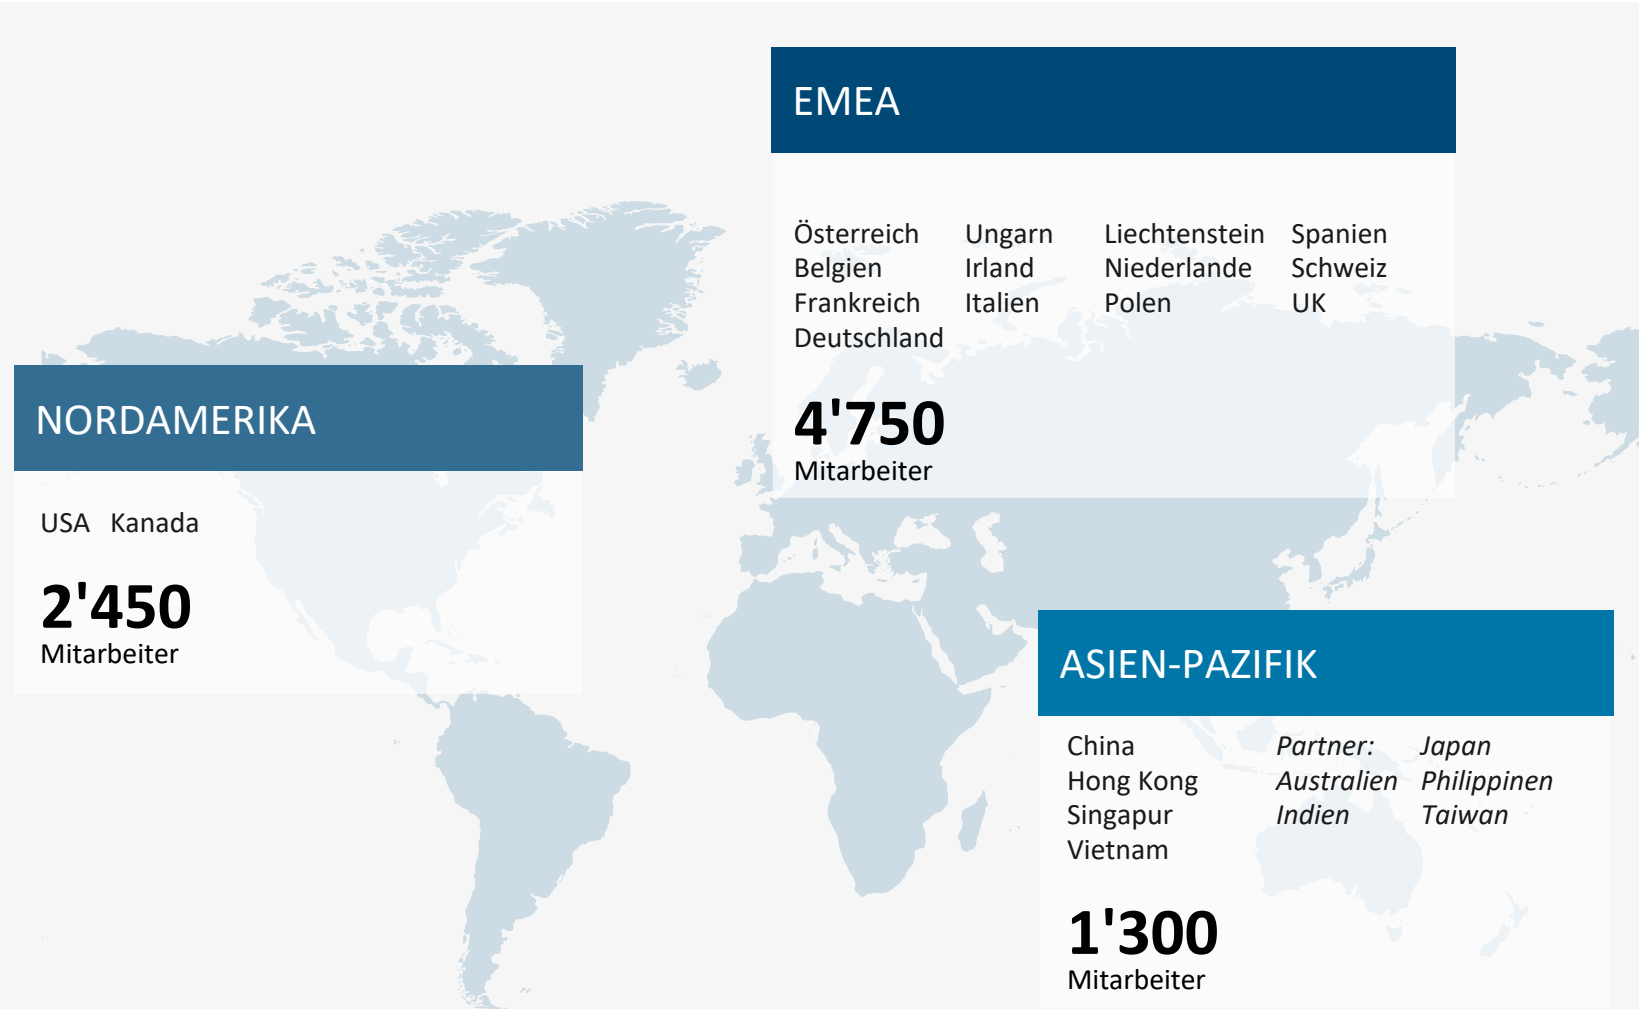 EMEA
Österreich Ungarn Liechtenstein Spanien
Belgien Irland Niederlande Schweiz
Frankreich Italien Polen UK
Deutschland
4'750
Mitarbeiter
NORDAMERIKA
USA Kanada
2'450
Mitarbeiter
ASIEN-PAZIFIK
China Partner: Japan
Hong Kong Australien Philippinen
Singapur Indien Taiwan
Vietnam
1'300
Mitarbeiter